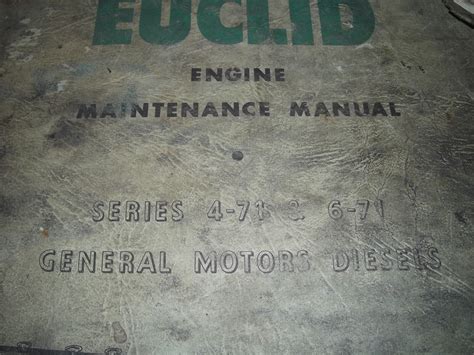 EUCLID
ENGINE
MAINTENANCE MANUAL
SERIES 4-71 & 6-71
GENERAL MOTORS DIESELS